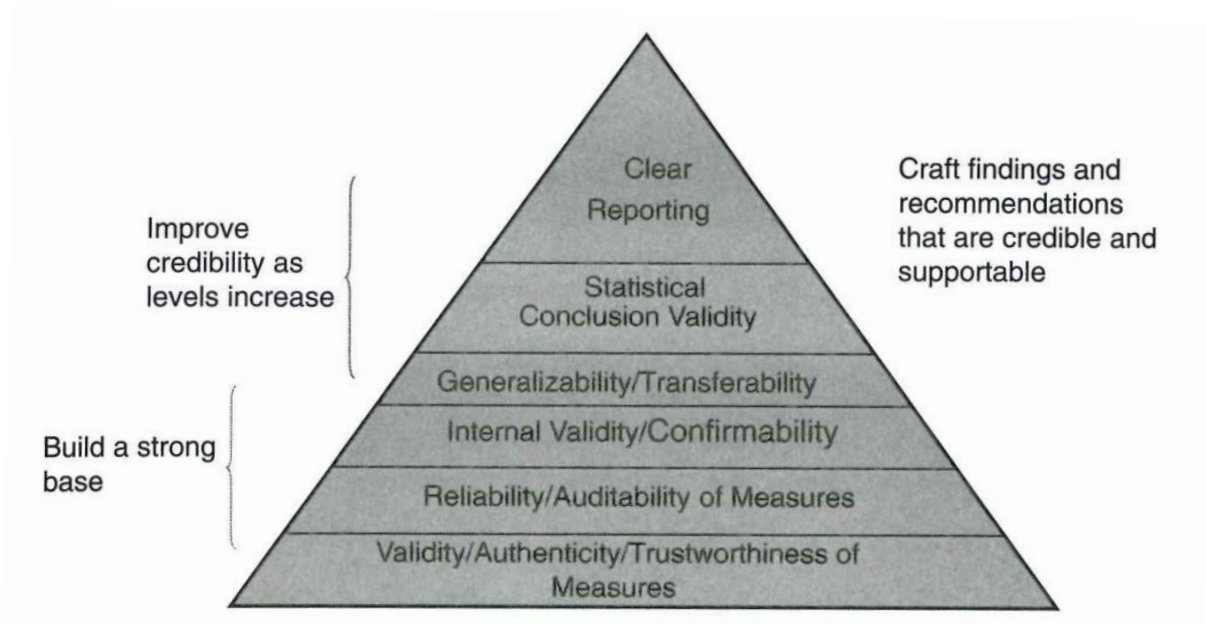 Clear
Reporting
Craft findings and
recommendations
that are credible and
supportable
Improve
credibility as
levels increase
Statistical
Conclusion Validity
Generalizability/Transferability
Internal Validity/Confirmability
Build a strong
base
Reliability/Auditability of Measures
Validity/Authenticity/Trustworthiness of
Measures